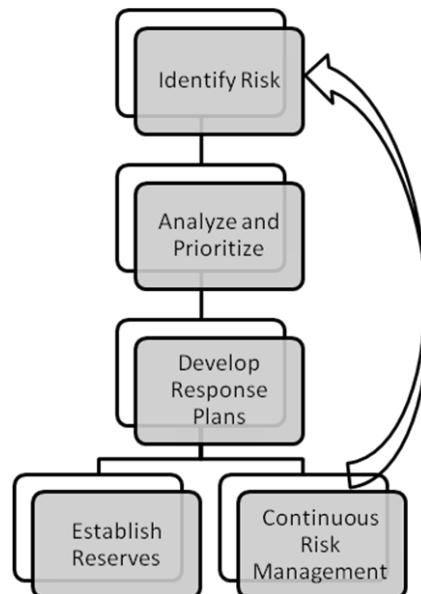 Identify Risk
Analyze and
Prioritize
Develop
Response
Plans
Establish
Reserves
Continuous
Risk
Management